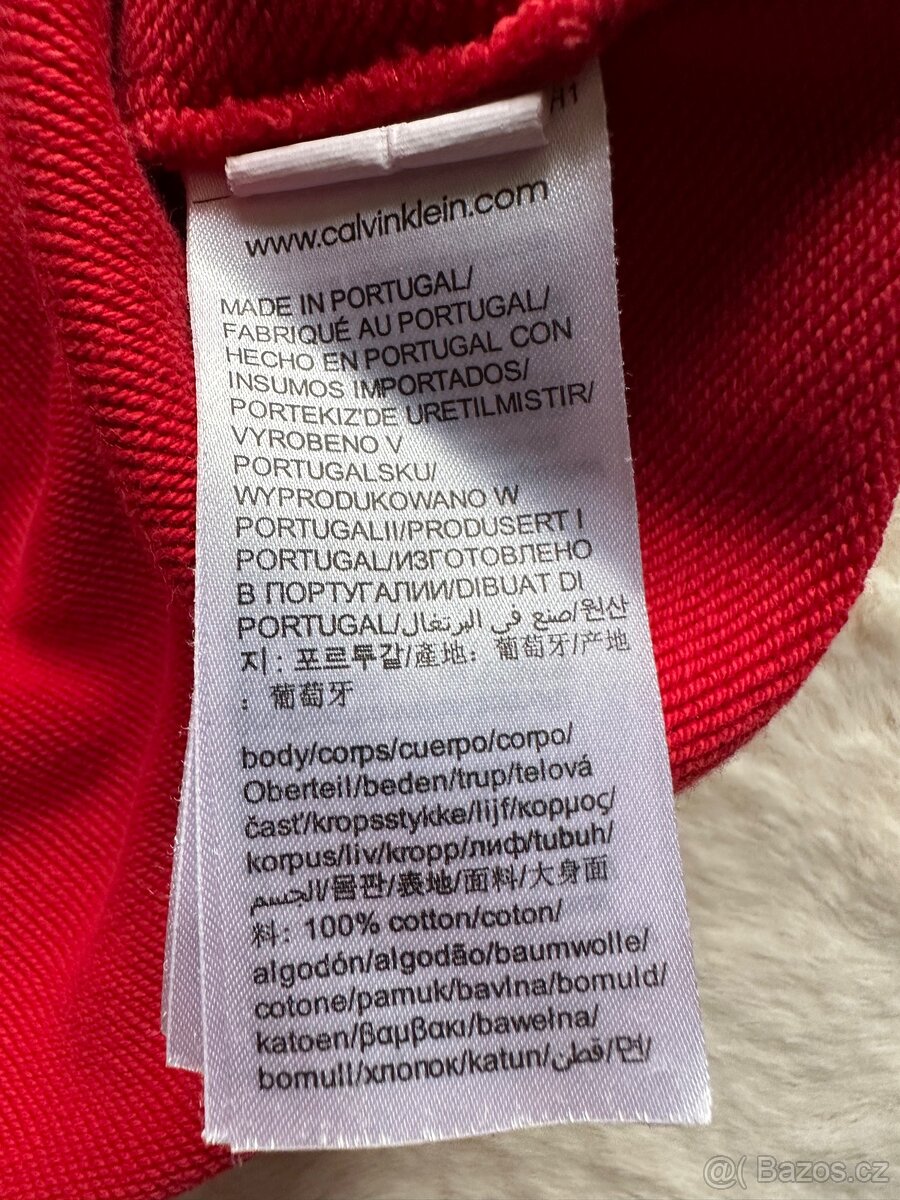 A1
www.calvinklein.com
MADE IN PORTUGAL/
FABRIQUÉ AU PORTUGAL/
HECHO EN PORTUGAL CON
INSUMOS IMPORTADOS/
PORTEKIZ'DE URETILMISTIR/
VYROBENO V
PORTUGALSKU/
WYPRODUKOWANO W
PORTUGALII/PRODUSERT I
PORTUGAL/ИЗГОТОВЛЕНО
В ПОРТУГАЛИИ/DIBUAT DI
PORTUGAL/صنع في البرتغال/원산
지: 포르투갈/產地: 葡萄牙/产地
: 葡萄牙
body/corps/cuerpo/corpo/
Oberteil/beden/trup/telová
časť/kropsstykke/lijf/κορμος/
korpus/liv/kropp/лиф/tubuh/
الجسم/몸판/表地/面料/大身面
料: 100% cotton/coton/
algodón/algodão/baumwolle/
cotone/pamuk/bavlna/bomuld/
katoen/βαμβακι/bawełna/
bomull/хлопок/katun/قطن/면/
@( Bazos.cz